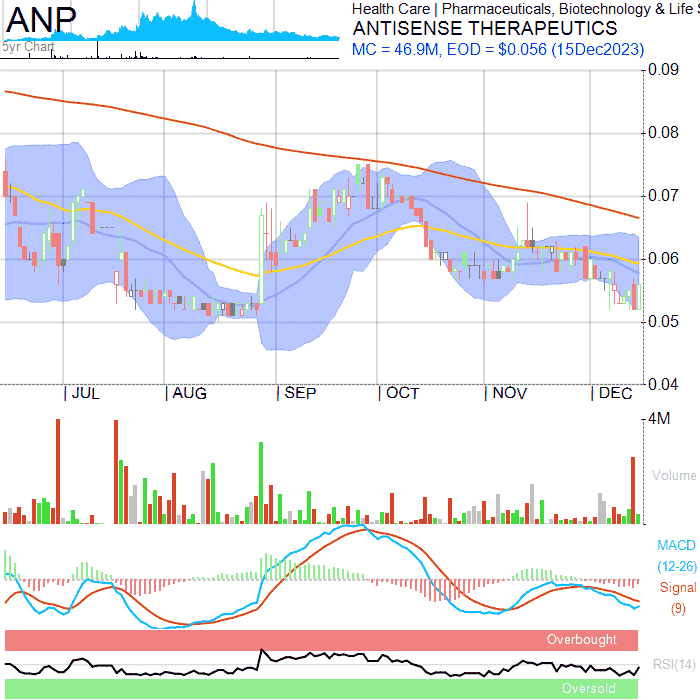 ANP
5yr Chart
Health Care | Pharmaceuticals, Biotechnology & Life S
ANTISENSE THERAPEUTICS
MC = 46.9M, EOD = $0.056 (15Dec2023)
0.09
0.08
0.07
0.06
0.05
0.04
| JUL | AUG | SEP | OCT | NOV | DEC
4M
Volume
MACD
(12-26)
Signal
(9)
Overbought
RSI(14)
Oversold